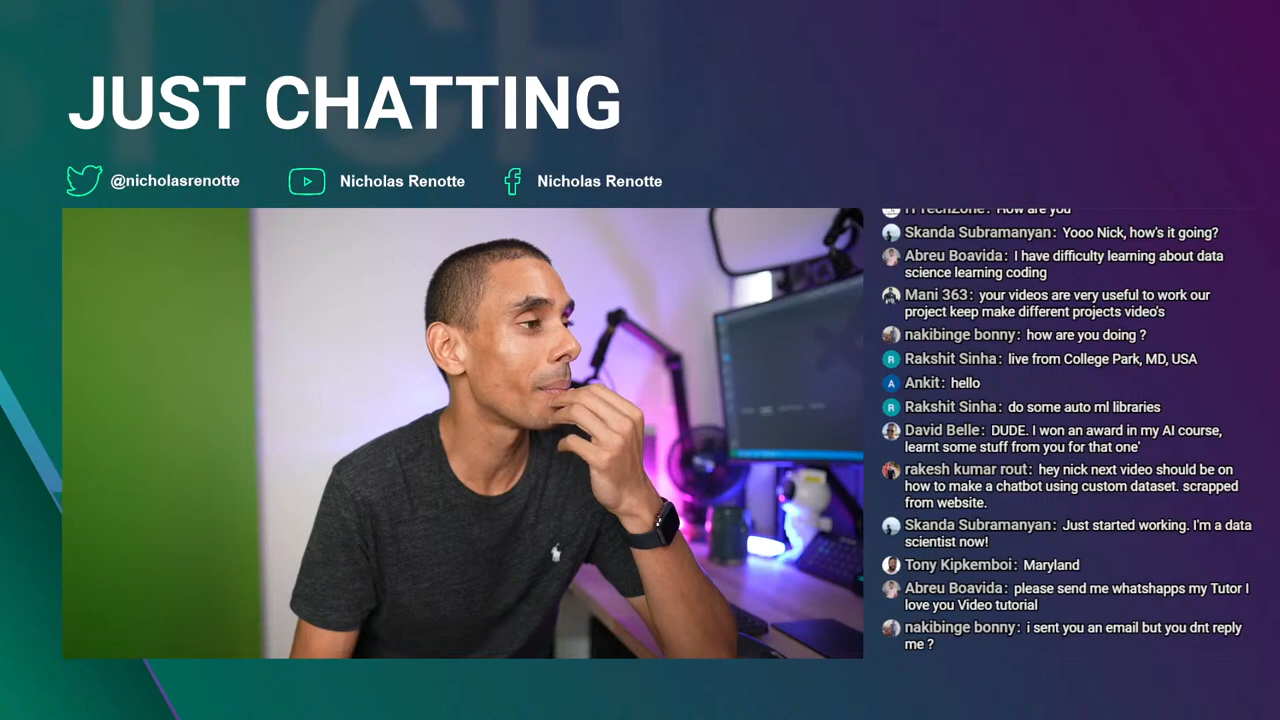 JUST CHATTING
@nicholasrenotte
Nicholas Renotte
Nicholas Renotte
TechZone: How are you
Skanda Subramanyan: Yooo Nick, how's it going?
Abreu Boavida: I have difficulty learning about data
science learning coding
Mani 363: your videos are very useful to work our
project keep make different projects video's
nakibinge bonny: how are you doing ?
R Rakshit Sinha: live from College Park, MD, USA
A Ankit: hello
R Rakshit Sinha: do some auto ml libraries
David Belle: DUDE. I won an award in my AI course,
learnt some stuff from you for that one'
rakesh kumar rout: hey nick next video should be on
how to make a chatbot using custom dataset. scrapped
from website.
Skanda Subramanyan: Just started working. I'm a data
scientist now!
Tony Kipkemboi: Maryland
Abreu Boavida: please send me whatshapps my Tutor I
love you Video tutorial
nakibinge bonny: i sent you an email but you dnt reply
me ?